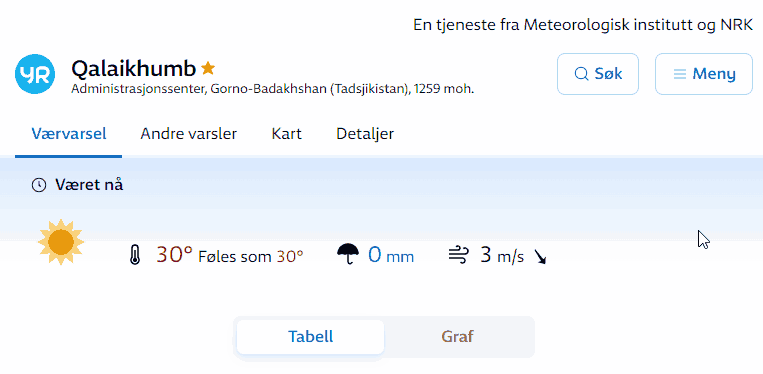 En tjeneste fra Meteorologisk institutt og NRK
YR
Qalaikhumb
Administrasjonssenter, Gorno-Badakhshan (Tadsjikistan), 1259 moh.
Søk
Meny
Værvarsel Andre varsler Kart Detaljer
Været nå
30° Føles som 30° 0 mm 3 m/s
Tabell Graf